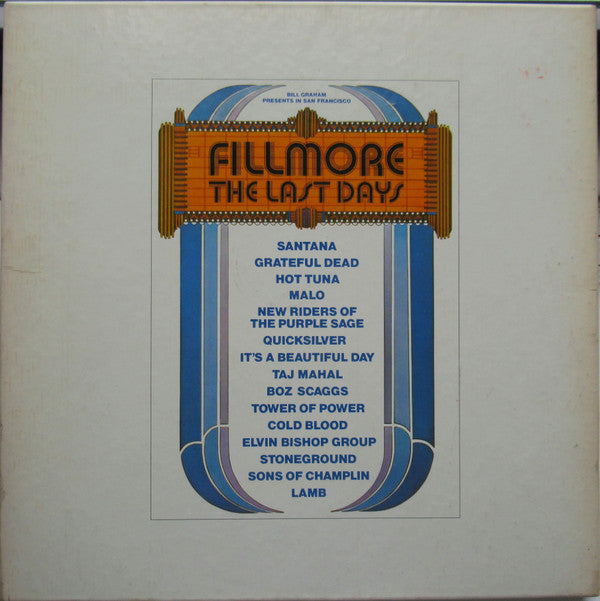 BILL GRAHAM
PRESENTS IN SAN FRANCISCO
FILLMORE
THE LAST DAYS
SANTANA
GRATEFUL DEAD
HOT TUNA
MALO
NEW RIDERS OF
THE PURPLE SAGE
QUICKSILVER
IT'S A BEAUTIFUL DAY
TAJ MAHAL
BOZ SCAGGS
TOWER OF POWER
COLD BLOOD
ELVIN BISHOP GROUP
STONEGROUND
SONS OF CHAMPLIN
LAMB